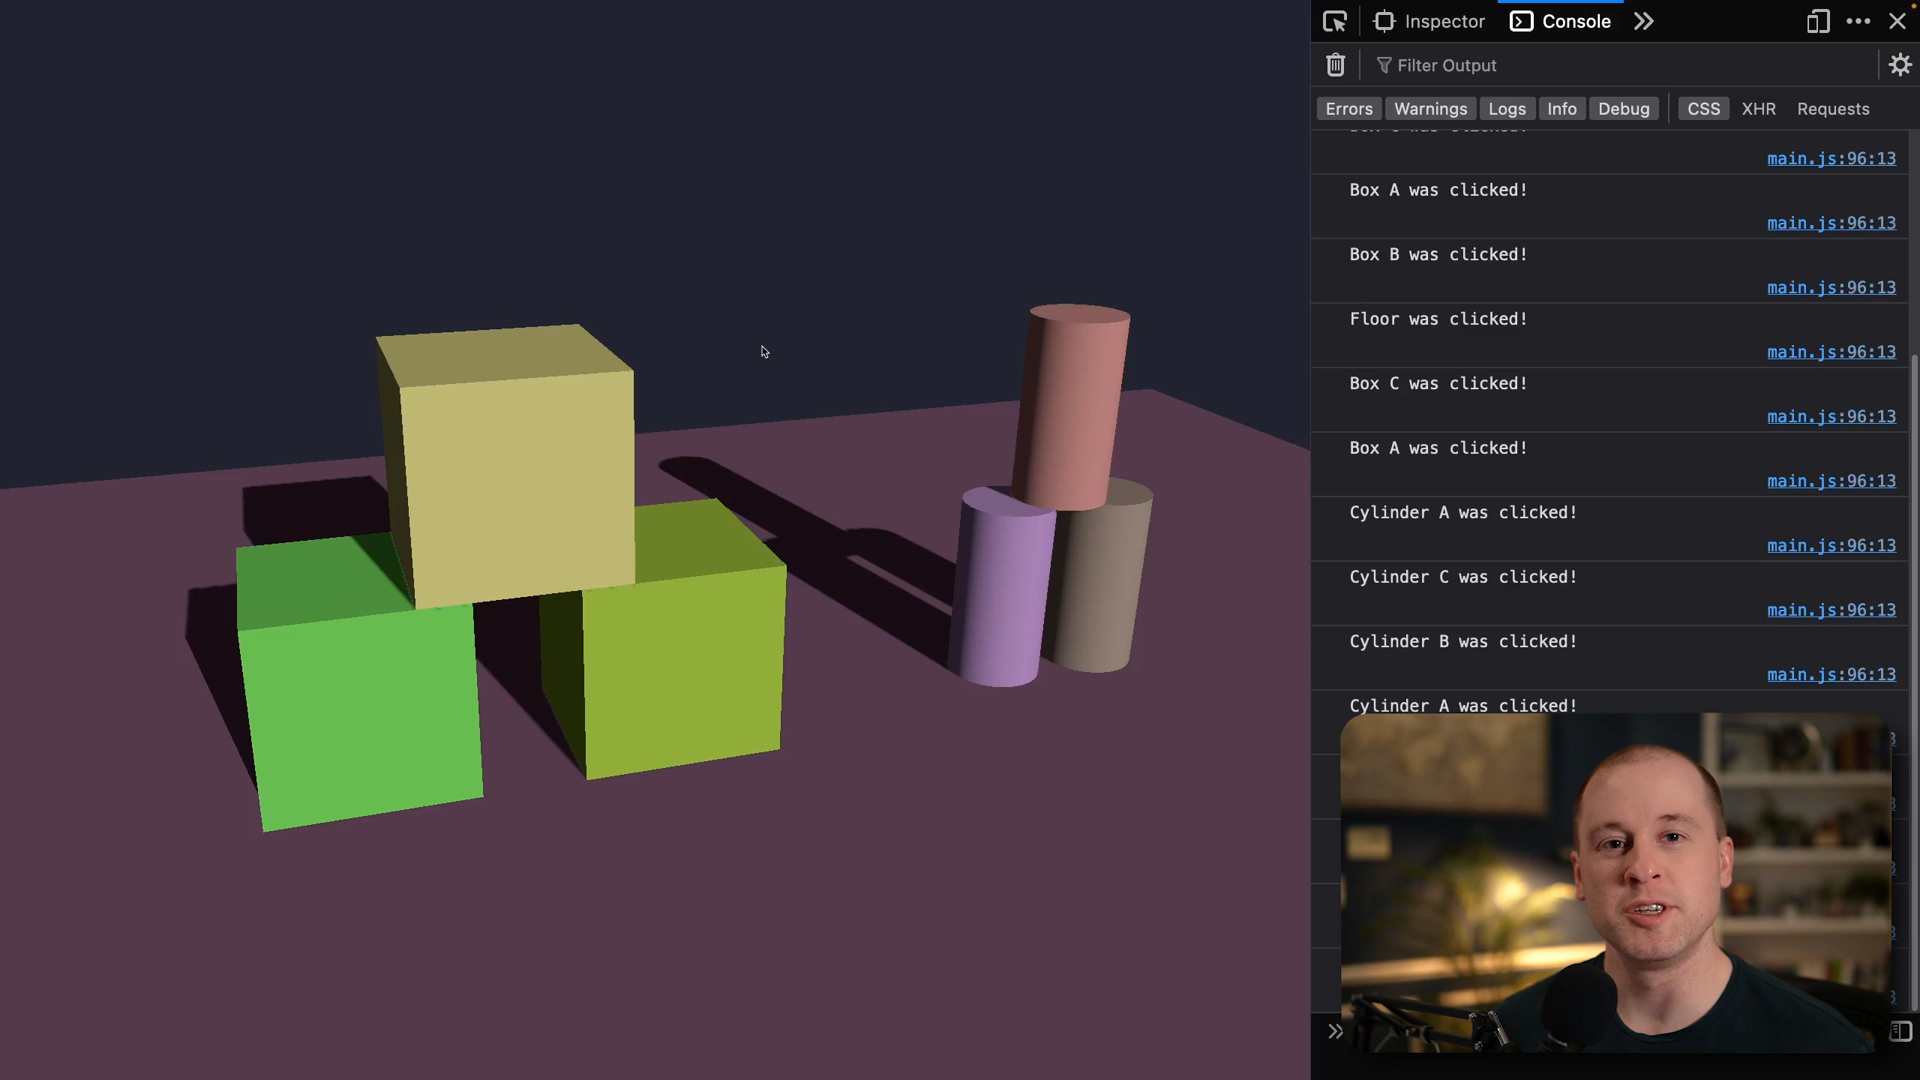 Inspector
Console
Filter Output
Errors
Warnings
Logs
Info
Debug
CSS
XHR
Requests
main.js:96:13
Box A was clicked!
main.js:96:13
Box B was clicked!
main.js:96:13
Floor was clicked!
main.js:96:13
Box C was clicked!
main.js:96:13
Box A was clicked!
main.js:96:13
Cylinder A was clicked!
main.js:96:13
Cylinder C was clicked!
main.js:96:13
Cylinder B was clicked!
main.js:96:13
Cylinder A was clicked!